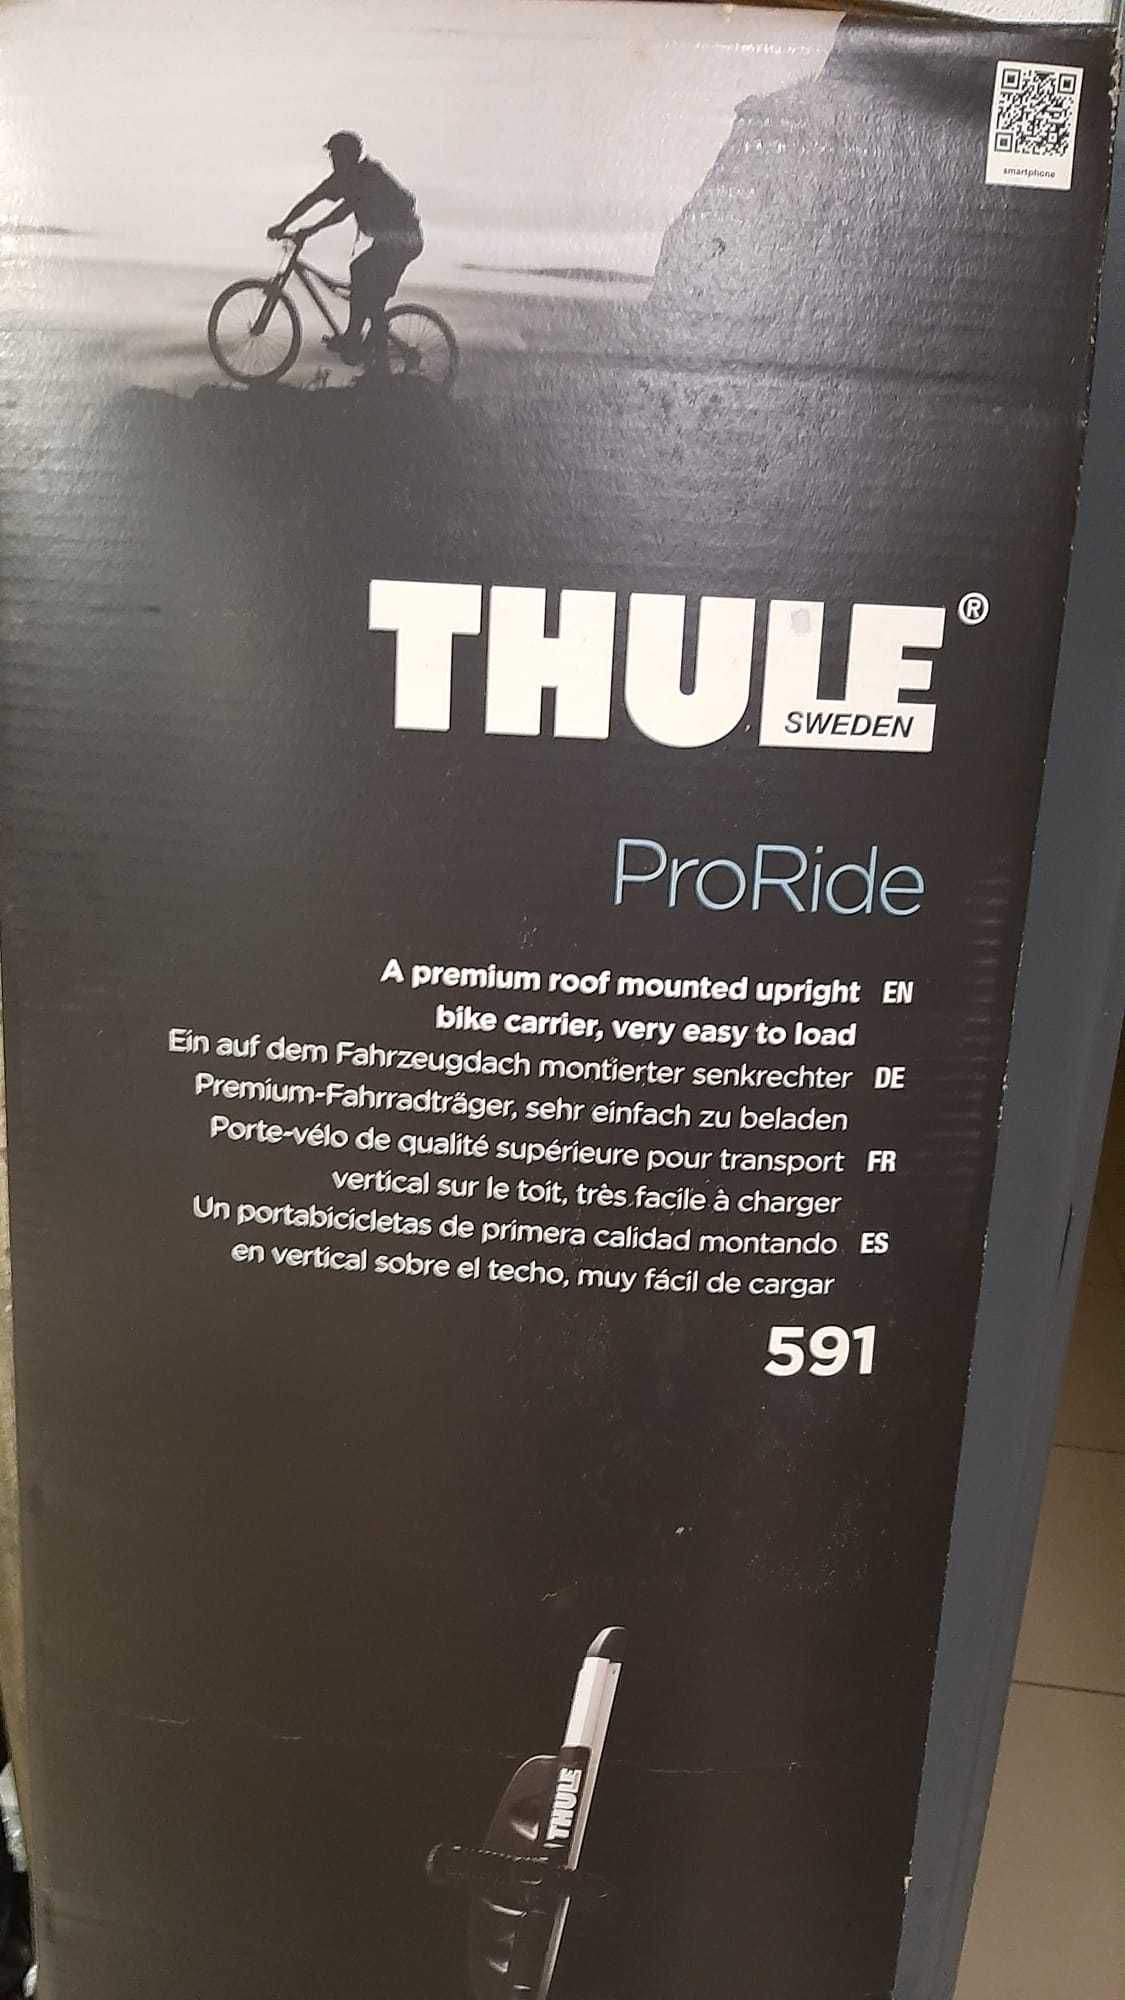 smartphone
THULE®
SWEDEN
ProRide
A premium roof mounted upright EN
bike carrier, very easy to load
Ein auf dem Fahrzeugdach montierter senkrechter DE
Premium-Fahrradträger, sehr einfach zu beladen
Porte-vélo de qualité supérieure pour transport FR
vertical sur le toit, très facile à charger
Un portabicicletas de primera calidad montando ES
en vertical sobre el techo, muy fácil de cargar
591
THULE